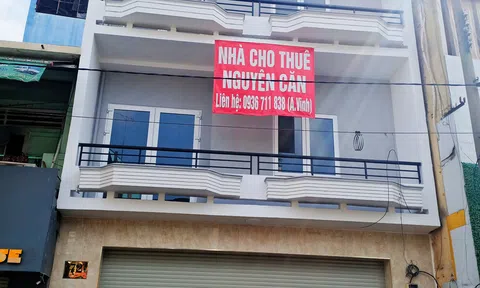 NHÀ CHO THUÊ
NGUYÊN CĂN
Liên hệ: 0936 711 838 (A.Vinh)